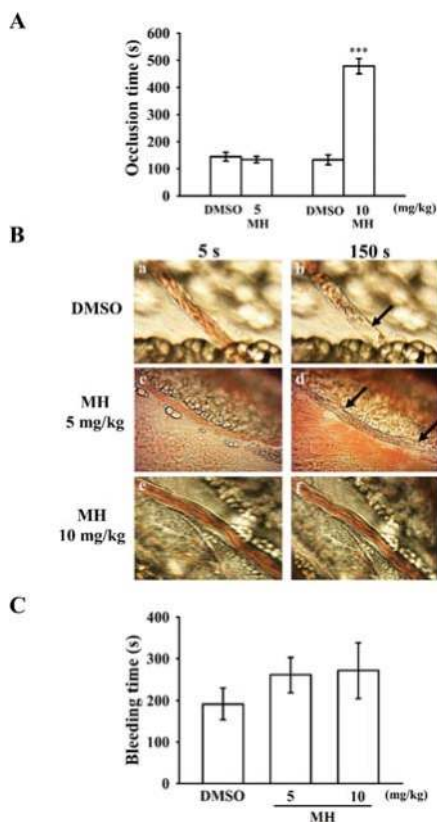 A
Occlusion time (s)
600
500
400
300
200
100
0
***
DMSO 5 DMSO 10 (mg/kg)
MH MH
B
5 s 150 s
DMSO
a b
MH
5 mg/kg
c d
MH
10 mg/kg
e f
C
Bleeding time (s)
400
300
200
100
0
DMSO 5 10 (mg/kg)
MH